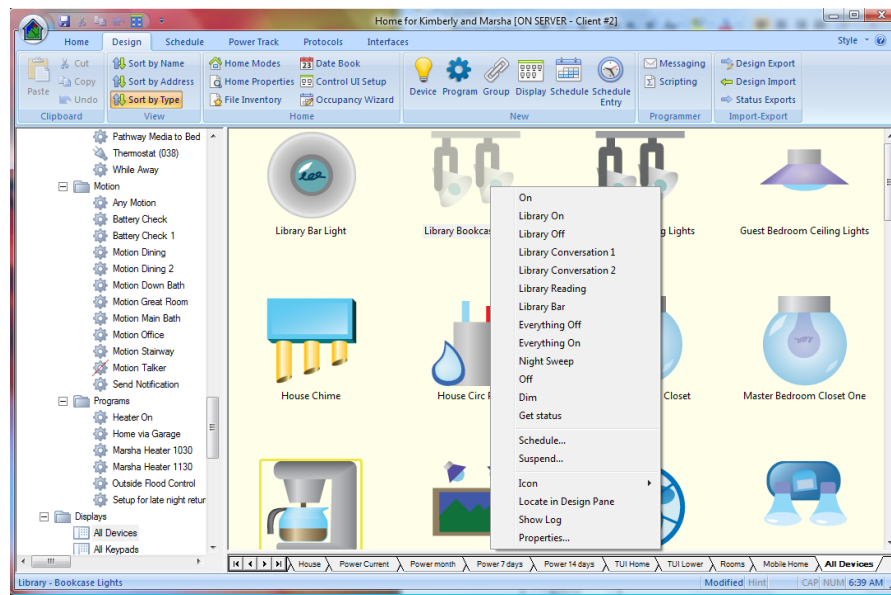 Home for Kimberly and Marsha [ON SERVER - Client #2]
Home Design Schedule Power Track Protocols Interfaces Style
Paste
Cut
Copy
Undo
Clipboard
Sort by Name
Sort by Address
Sort by Type
View
Home Modes
Home Properties
File Inventory
23 Date Book
Control UI Setup
Occupancy Wizard
Home
Device Program Group Display Schedule Schedule
Entry
New
Messaging
Scripting
Programmer
Design Export
Design Import
Status Exports
Import-Export
Pathway Media to Bed
Thermostat (038)
While Away
Motion
Any Motion
Battery Check
Battery Check 1
Motion Dining
Motion Dining 2
Motion Down Bath
Motion Great Room
Motion Main Bath
Motion Office
Motion Stairway
Motion Talker
Send Notification
Programs
Heater On
Home via Garage
Marsha Heater 1030
Marsha Heater 1130
Outside Flood Control
Setup for late night retur
Displays
All Devices
All Keypads
Library Bar Light
Library Bookcas
g Lights
Guest Bedroom Ceiling Lights
House Chime
House Circ
Closet
Master Bedroom Closet One
On
Library On
Library Off
Library Conversation 1
Library Conversation 2
Library Reading
Library Bar
Everything Off
Everything On
Night Sweep
Off
Dim
Get status
Schedule...
Suspend...
Icon
Locate in Design Pane
Show Log
Properties...
House Power Current Power month Power 7 days Power 14 days TUI Home TUI Lower Rooms Mobile Home All Devices
Library - Bookcase Lights
Modified Hint CAP NUM 6:39 AM